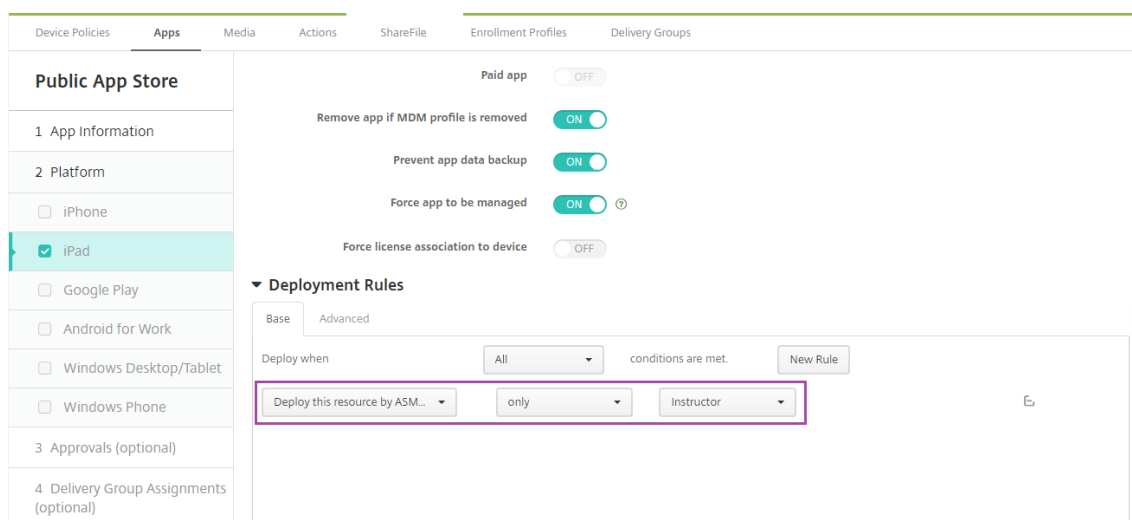 Device Policies Apps Media Actions ShareFile Enrollment Profiles Delivery Groups
Public App Store
1 App Information
2 Platform
iPhone
iPad
Google Play
Android for Work
Windows Desktop/Tablet
Windows Phone
3 Approvals (optional)
4 Delivery Group Assignments
(optional)
Paid app OFF
Remove app if MDM profile is removed ON
Prevent app data backup ON
Force app to be managed ON ?
Force license association to device OFF
Deployment Rules
Base Advanced
Deploy when All conditions are met. New Rule
Deploy this resource by ASM... only Instructor